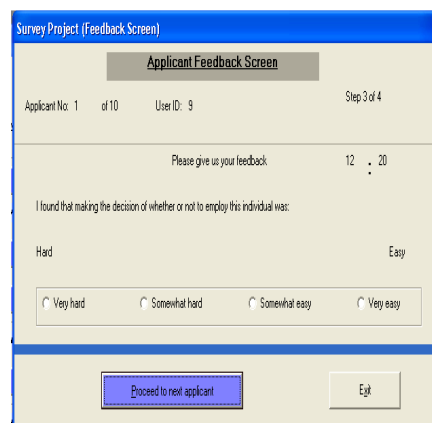 Survey Project (Feedback Screen)
Applicant Feedback Screen
Applicant No: 1 of 10 User ID: 9 Step 3 of 4
Please give us your feedback 12 : 20
I found that making the decision of whether or not to employ this individual was:
Hard Easy
Very hard Somewhat hard Somewhat easy Very easy
Proceed to next applicant Exit